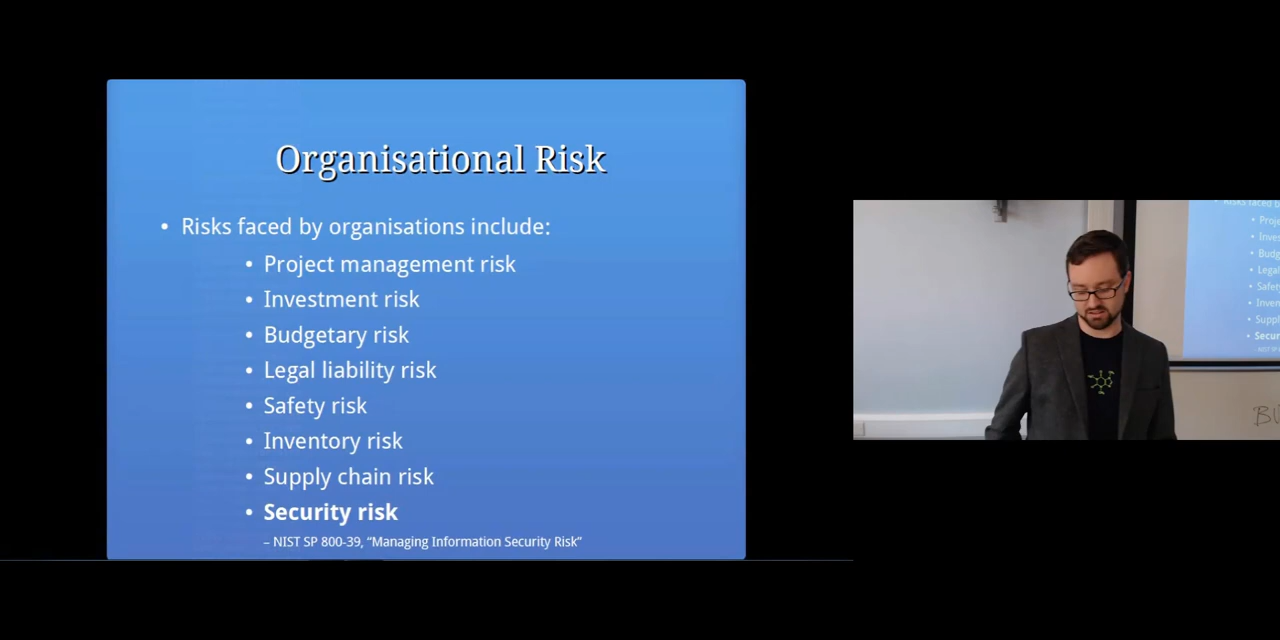 Organisational Risk
• Risks faced by organisations include:
• Project management risk
• Investment risk
• Budgetary risk
• Legal liability risk
• Safety risk
• Inventory risk
• Supply chain risk
• Security risk
– NIST SP 800-39, “Managing Information Security Risk”